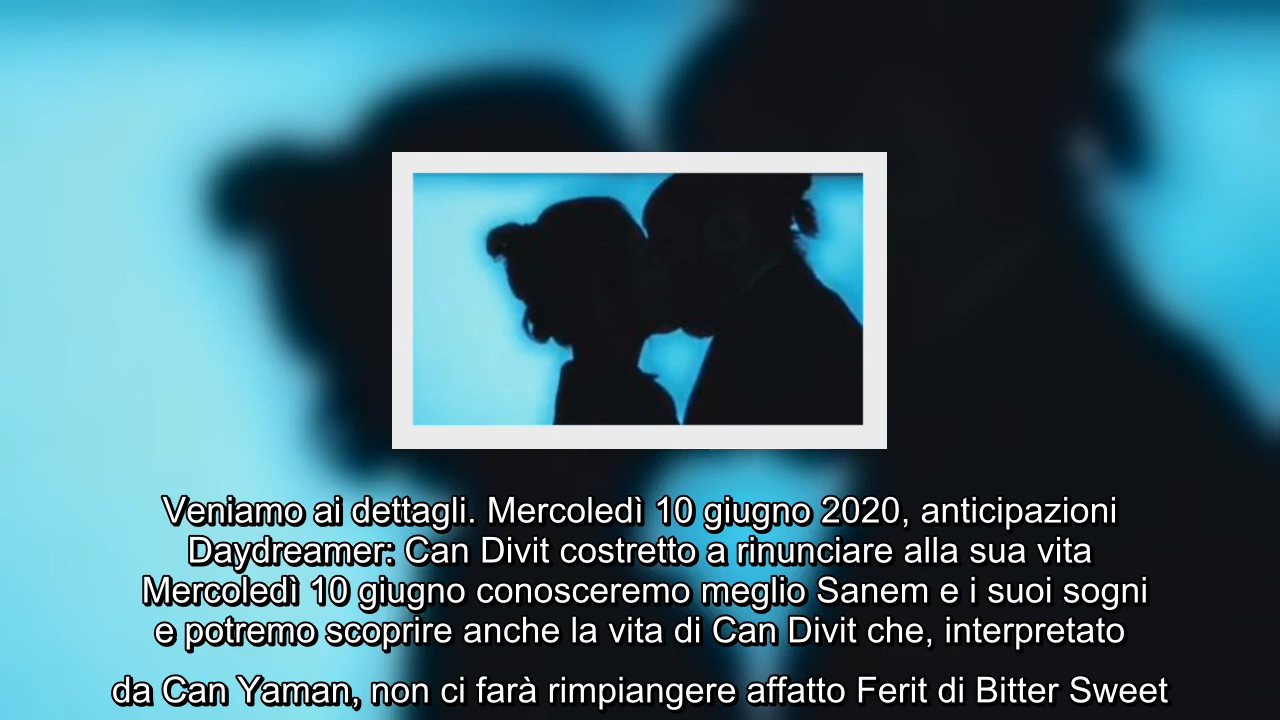 Veniamo ai dettagli. Mercoledì 10 giugno 2020, anticipazioni
Daydreamer: Can Divit costretto a rinunciare alla sua vita
Mercoledì 10 giugno conosceremo meglio Sanem e i suoi sogni
e potremo scoprire anche la vita di Can Divit che, interpretato
da Can Yaman, non ci farà rimpiangere affatto Ferit di Bitter Sweet